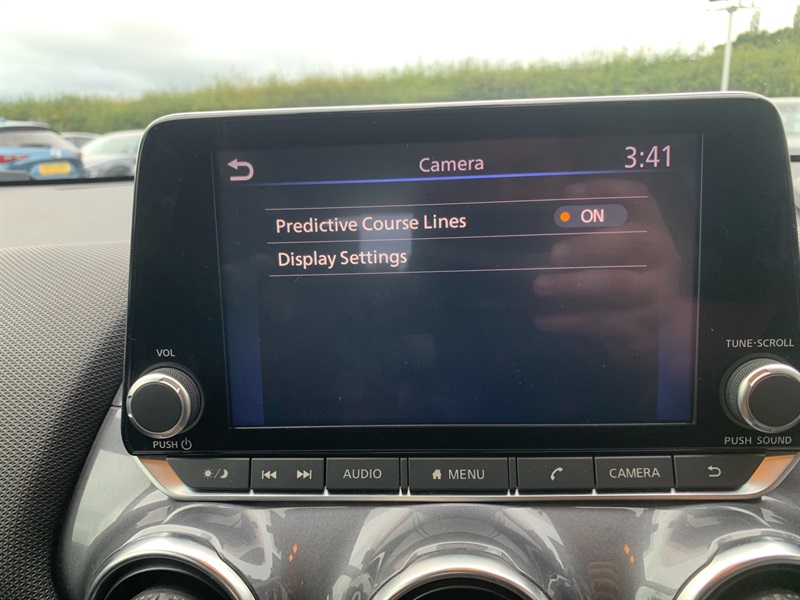 Camera
3:41
Predictive Course Lines
ON
Display Settings
VOL
TUNE·SCROLL
PUSH
PUSH SOUND
AUDIO
MENU
CAMERA